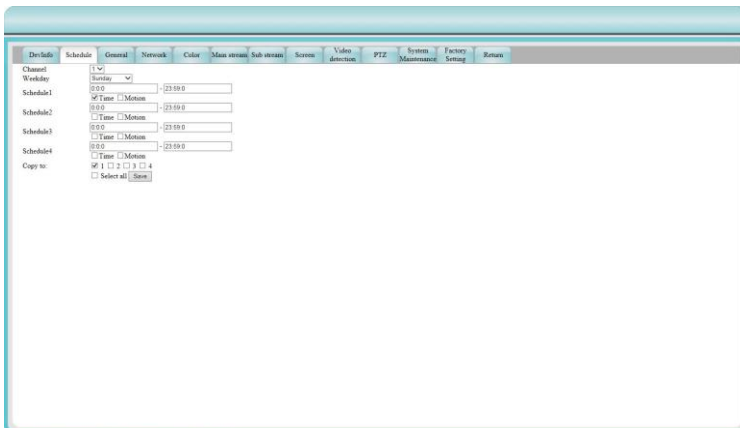 DevInfo Schedule General Network Color Main stream Sub stream Screen Video detection PTZ System Maintenance Factory Setting Return
Channel 1
Weekday Sunday
Schedule1 0:0:0 - 23:59:0
Time Motion
Schedule2 0:0:0 - 23:59:0
Time Motion
Schedule3 0:0:0 - 23:59:0
Time Motion
Schedule4 0:0:0 - 23:59:0
Time Motion
Copy to: 1 2 3 4
Select all Save